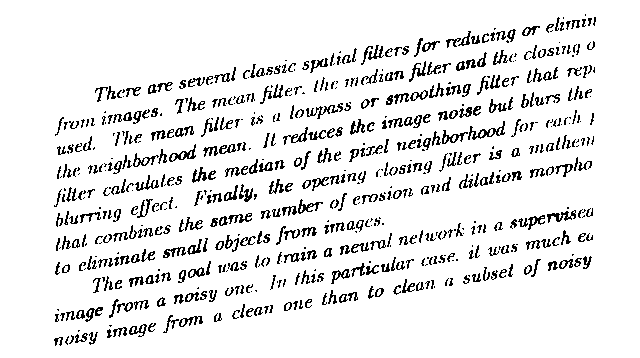 There are several classic spatial filters for reducing or elimin
from images. The mean filter, the median filter and the closing o
used. The mean filter is a lowpass or smoothing filter that rep
the neighborhood mean. It reduces the image noise but blurs the
filter calculates the median of the pixel neighborhood for each p
blurring effect. Finally, the opening closing filter is a mathem
that combines the same number of erosion and dilation morpho
to eliminate small objects from images.
The main goal was to train a neural network in a supervised
image from a noisy one. In this particular case, it was much ea
noisy image from a clean one than to clean a subset of noisy